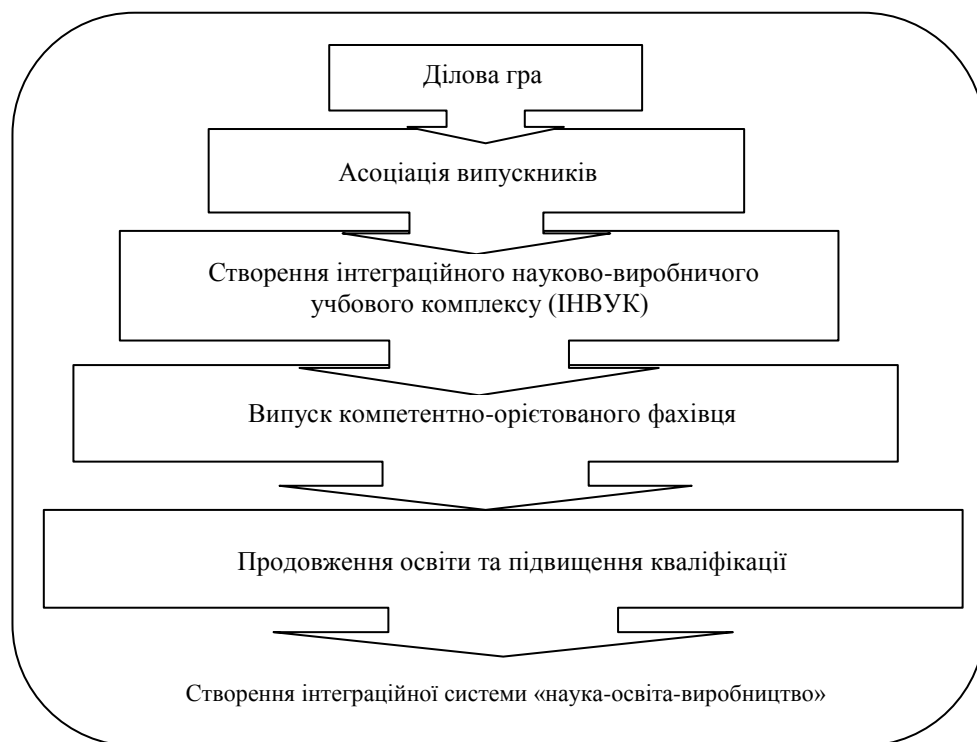 Ділова гра
Асоціація випускників
Створення інтеграційного науково-виробничого
учбового комплексу (ІНВУК)
Випуск компетентно-орієтованого фахівця
Продовження освіти та підвищення кваліфікації
Створення інтеграційної системи «наука-освіта-виробництво»